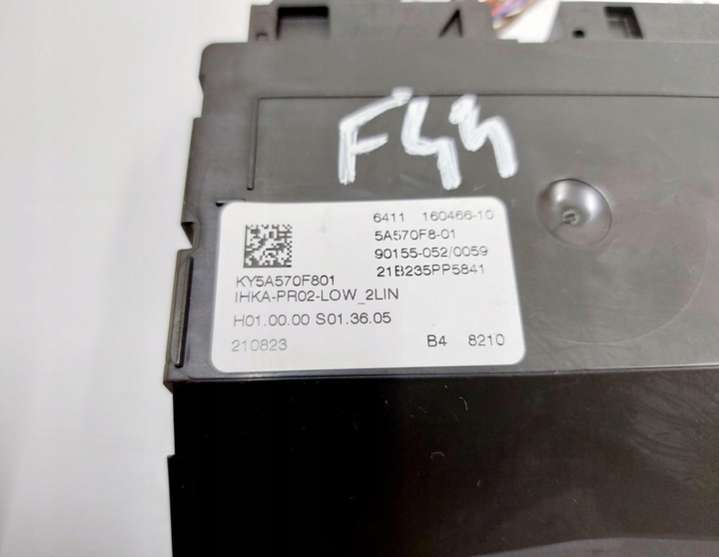 F44
6411 160466-10
5A570F8-01
90155-052/0059
21B235PP5841
KY5A570F801
IHKA-PR02-LOW_2LIN
H01.00.00 S01.36.05
210823 B4 8210